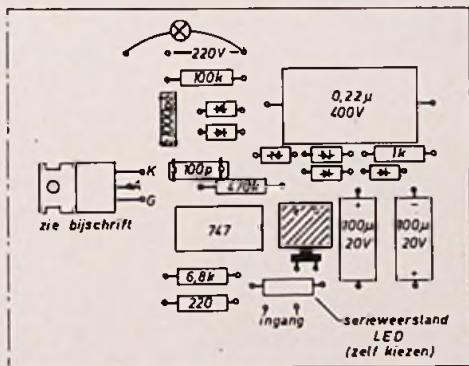 220V
100k
1000p
0,22µ
400V
1k
100p
470k
K
A
G
zie bijschrift
747
+
100µ
20V
-
100µ
20V
+
6,8k
220
ingang
serieweerstand
LED
(zelf kiezen)